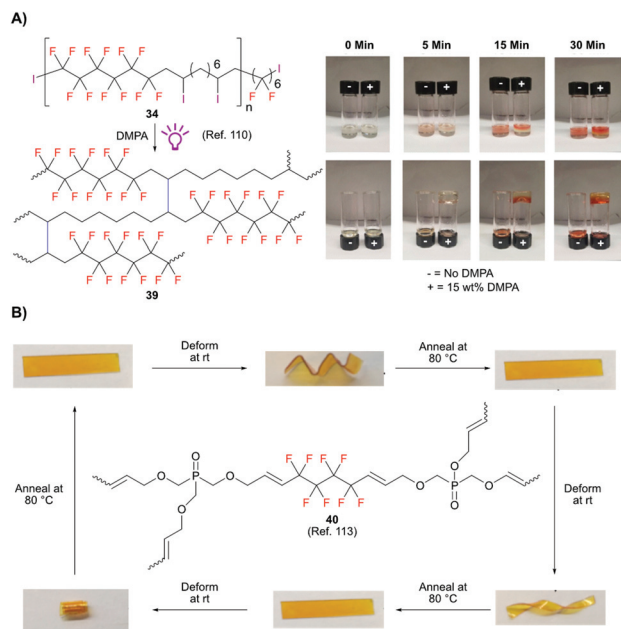 A)
0 Min 5 Min 15 Min 30 Min
F F F F F F
I
6
I
F F F F F F
I I
n
F F
6
34
DMPA
(Ref. 110)
- + - + - + - +
F F F F F F
F F F F F F
F F F F F F
F F F F F F
F F F F F F
F F F F F F
39
- + - + - + - +
- = No DMPA
+ = 15 wt% DMPA
B)
Deform
at rt
Anneal at
80 °C
Anneal at
80 °C
O
P
O
O
O
F F F F
F F F F
O
O
P
O
O
40
(Ref. 113)
Deform
at rt
Deform
at rt
Anneal at
80 °C